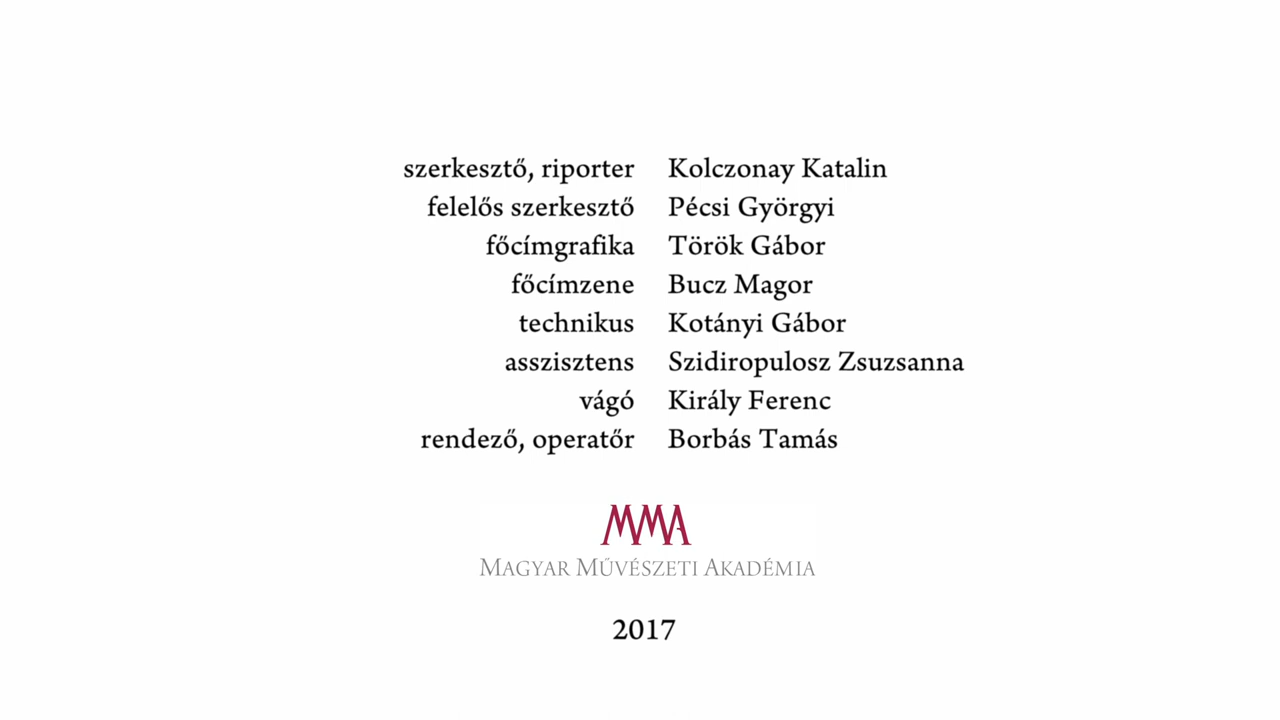 szerkesztő, riporter Kolczonay Katalin
felelős szerkesztő Pécsi Györgyi
főcímgrafika Török Gábor
főcímzene Bucz Magor
technikus Kotányi Gábor
asszisztens Szidiropulosz Zsuzsanna
vágó Király Ferenc
rendező, operatőr Borbás Tamás
MMA
MAGYAR MŰVÉSZETI AKADÉMIA
2017